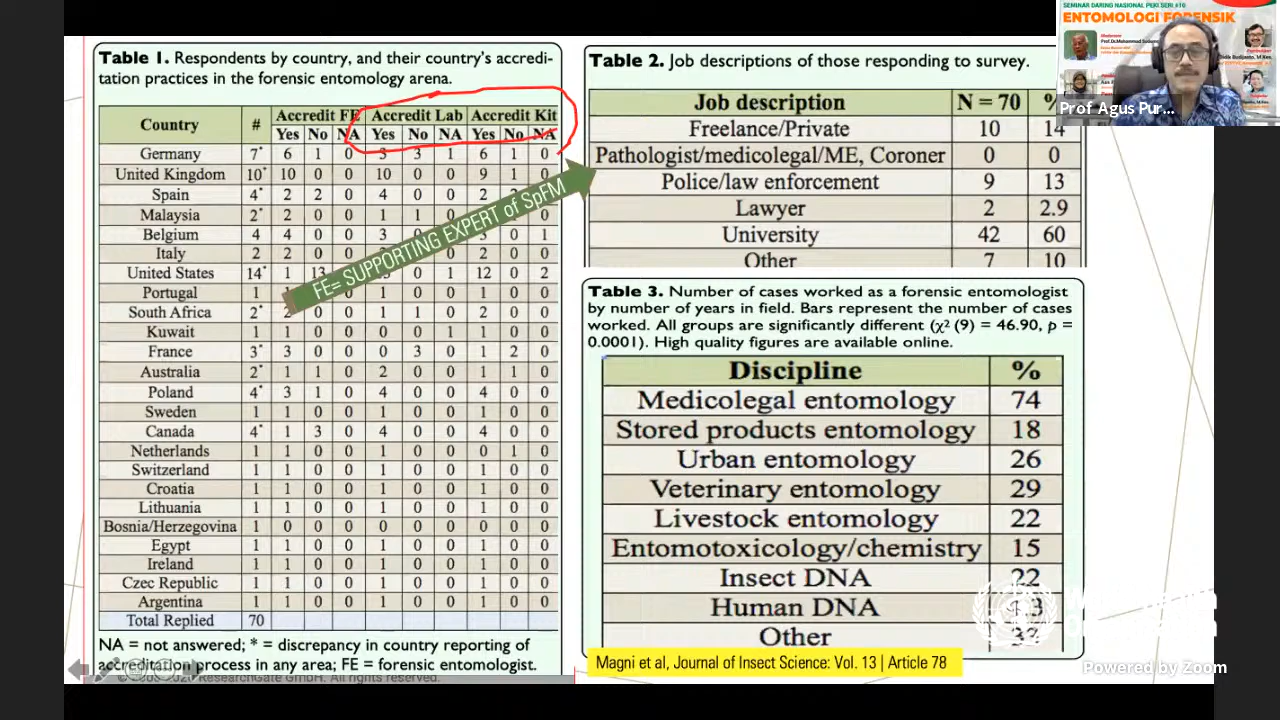 Table 1. Respondents by country, and their country's accredi-
tation practices in the forensic entomology arena.
Country # Accredit FE Accredit Lab Accredit Kit
Yes No NA Yes No NA Yes No NA
Germany 7* 6 1 0 3 3 1 6 1 0
United Kingdom 10* 10 0 0 10 0 0 9 1 0
Spain 4* 2 2 0 4 0 0 2
Malaysia 2* 2 0 0 1 1 0
Belgium 4 4 0 0 3 0 1
Italy 2 2 0 0 2 0 0
United States 14* 1 13 0 1 12 0 2
Portugal 1 0 1 0 0 1 0 0
South Africa 2* 0 0 1 1 0 2 0 0
Kuwait 1 1 0 0 0 0 1 1 0 0
France 3* 3 0 0 0 3 0 1 2 0
Australia 2* 1 1 0 2 0 0 1 1 0
Poland 4* 3 1 0 4 0 0 4 0 0
Sweden 1 1 0 0 1 0 0 1 0 0
Canada 4* 1 3 0 4 0 0 4 0 0
Netherlands 1 1 0 0 1 0 0 0 1 0
Switzerland 1 1 0 0 1 0 0 1 0 0
Croatia 1 1 0 0 1 0 0 1 0 0
Lithuania 1 1 0 0 1 0 0 1 0 0
Bosnia/Herzegovina 1 0 0 0 0 0 0 0 0 0
Egypt 1 1 0 0 1 0 0 1 0 0
Ireland 1 1 0 0 1 0 0 1 0 0
Czec Republic 1 1 0 0 1 0 0 1 0 0
Argentina 1 1 0 0 1 0 0 1 0 0
Total Replied 70
NA = not answered; * = discrepancy in country reporting of
accreditation process in any area; FE = forensic entomologist.
ResearchGate GmbH. All rights reserved.
FE= SUPPORTING EXPERT of SpFM
Table 2. Job descriptions of those responding to survey.
Job description N = 70 %
Freelance/Private 10 14
Pathologist/medicolegal/ME, Coroner 0 0
Police/law enforcement 9 13
Lawyer 2 2.9
University 42 60
Other 7 10
Table 3. Number of cases worked as a forensic entomologist
by number of years in field. Bars represent the number of cases
worked. All groups are significantly different (χ² (9) = 46.90, p =
0.0001). High quality figures are available online.
Discipline %
Medicolegal entomology 74
Stored products entomology 18
Urban entomology 26
Veterinary entomology 29
Livestock entomology 22
Entomotoxicology/chemistry 15
Insect DNA 22
Human DNA
Other
Magni et al, Journal of Insect Science: Vol. 13 | Article 78
SEMINAR DARING NASIONAL PEKI SERI #10
ENTOMOLOGI FORENSIK
Moderator
Prof Agus Pur...
Powered by Zoom